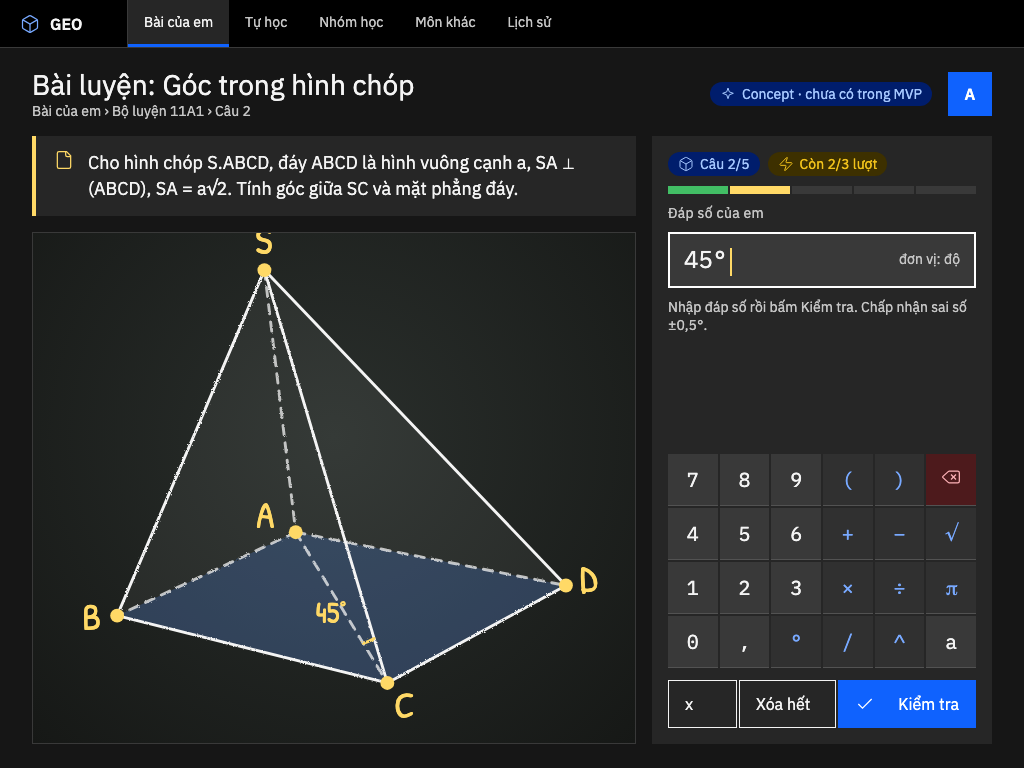 GEO
Bài của em
Tự học
Nhóm học
Môn khác
Lịch sử
Bài luyện: Góc trong hình chóp
Bài của em › Bộ luyện 11A1 › Câu 2
Concept · chưa có trong MVP
A
Cho hình chóp S.ABCD, đáy ABCD là hình vuông cạnh a, SA ⊥
(ABCD), SA = a√2. Tính góc giữa SC và mặt phẳng đáy.
S
A
B
45°
D
C
Câu 2/5
Còn 2/3 lượt
Đáp số của em
45°
đơn vị: độ
Nhập đáp số rồi bấm Kiểm tra. Chấp nhận sai số
±0,5°.
7 8 9 ( )
4 5 6 + − √
1 2 3 × ÷ π
0 , ° / ^ a
x
Xóa hết
Kiểm tra